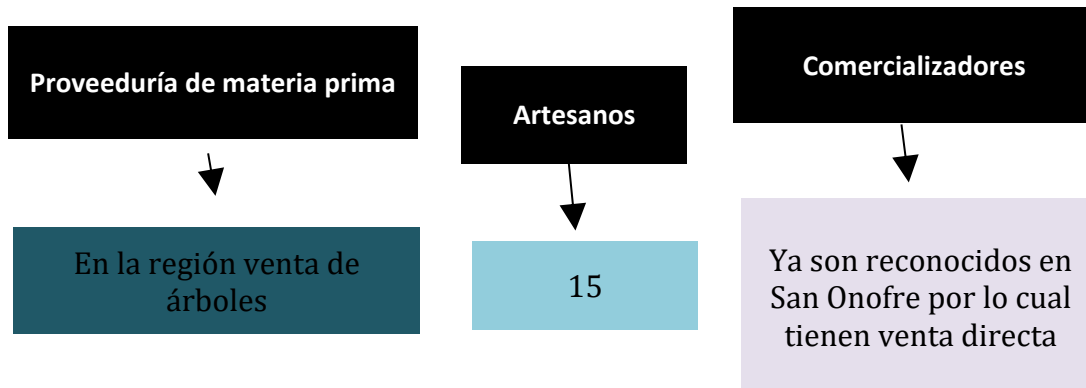 Proveeduría de materia prima
Artesanos
Comercializadores
En la región venta de
árboles
15
Ya son reconocidos en
San Onofre por lo cual
tienen venta directa